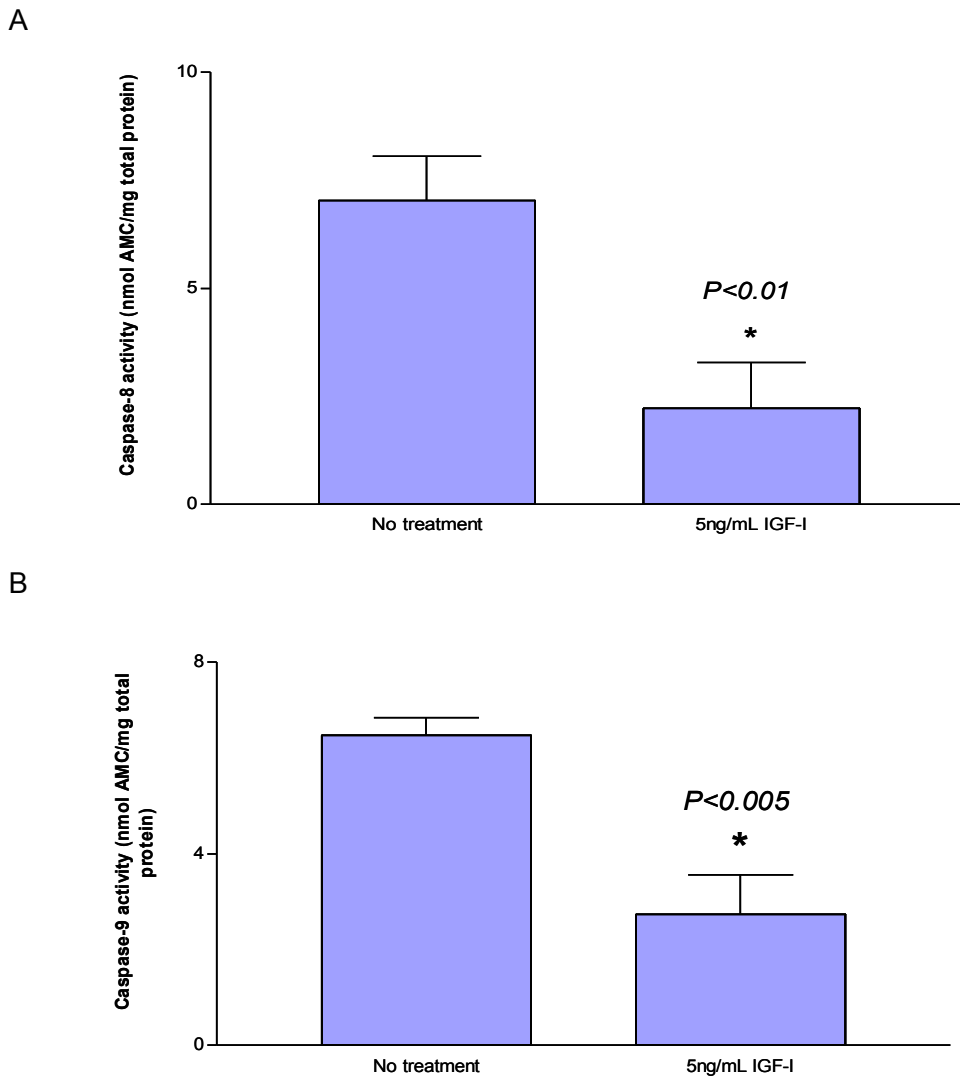 A
Caspase-8 activity (nmol AMC/mg total protein)
10
5
0
P<0.01
*
No treatment
5ng/mL IGF-I
B
Caspase-9 activity (nmol AMC/mg total
protein)
8
4
0
P<0.005
*
No treatment
5ng/mL IGF-I